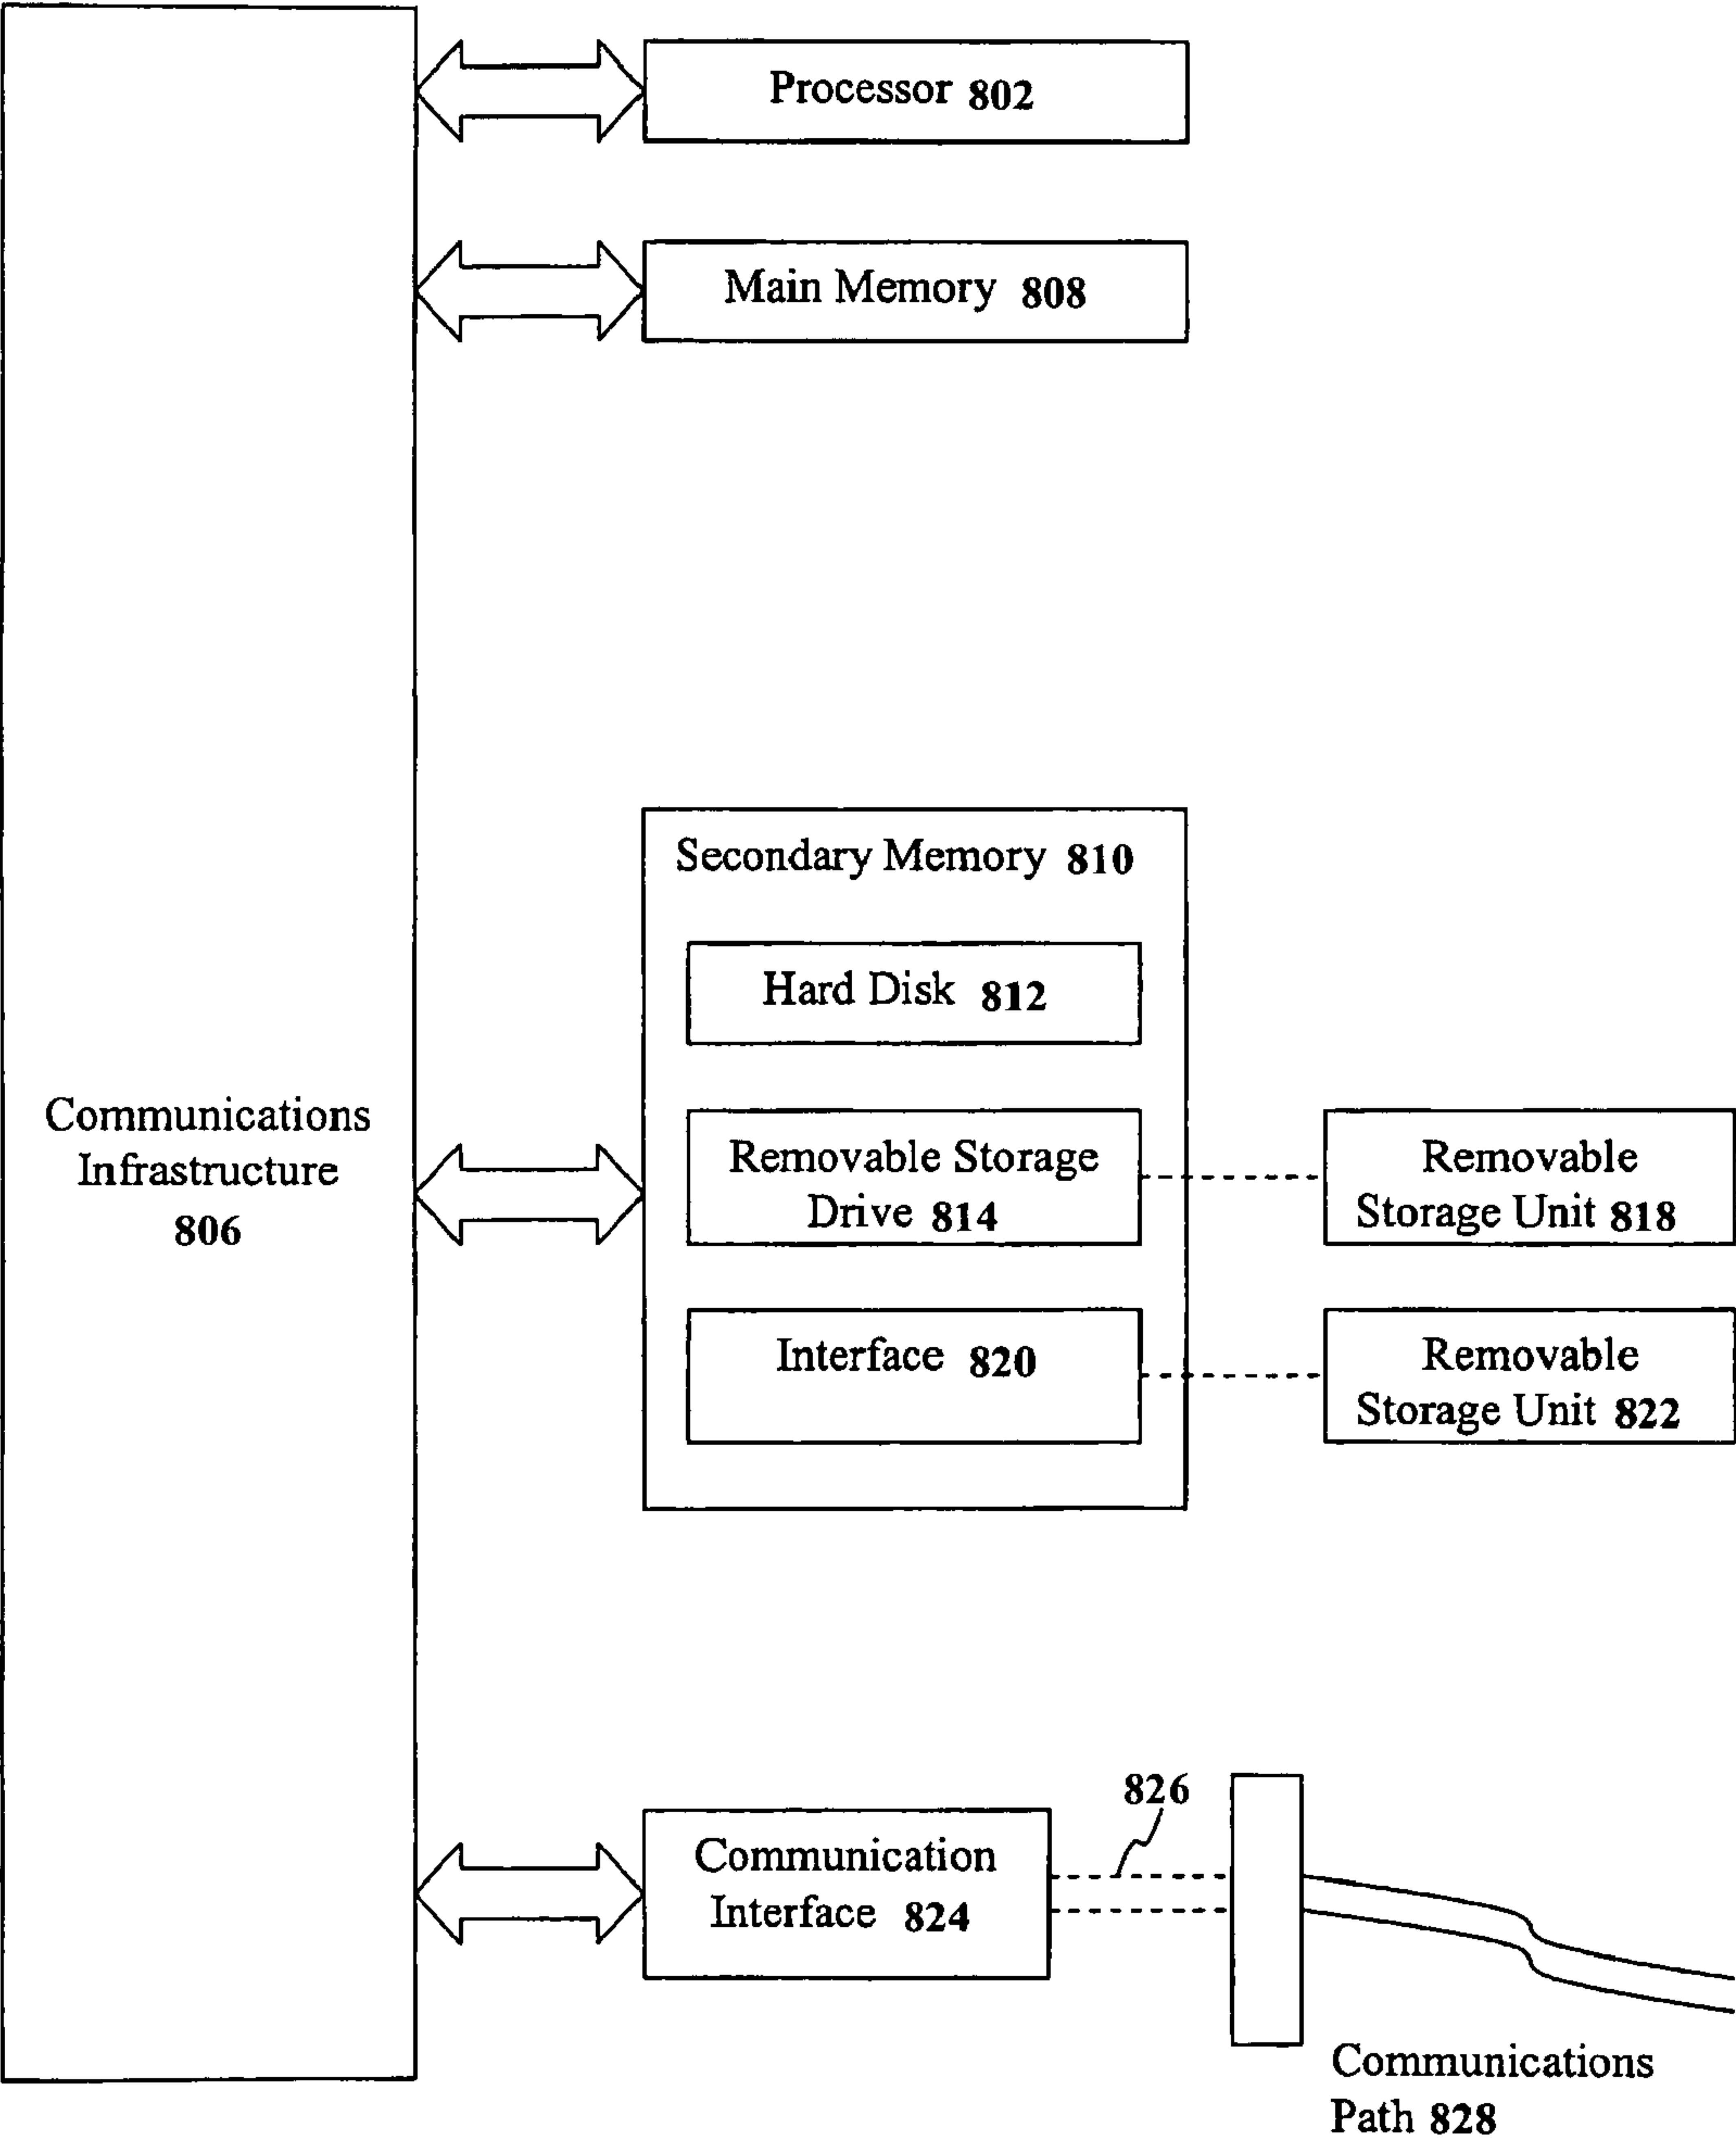 Processor 802
Main Memory 808
Secondary Memory 810
Hard Disk 812
Communications
Infrastructure
806
Removable Storage
Drive 814
Removable
Storage Unit 818
Interface 820
Removable
Storage Unit 822
826
Communication
Interface 824
Communications
Path 828